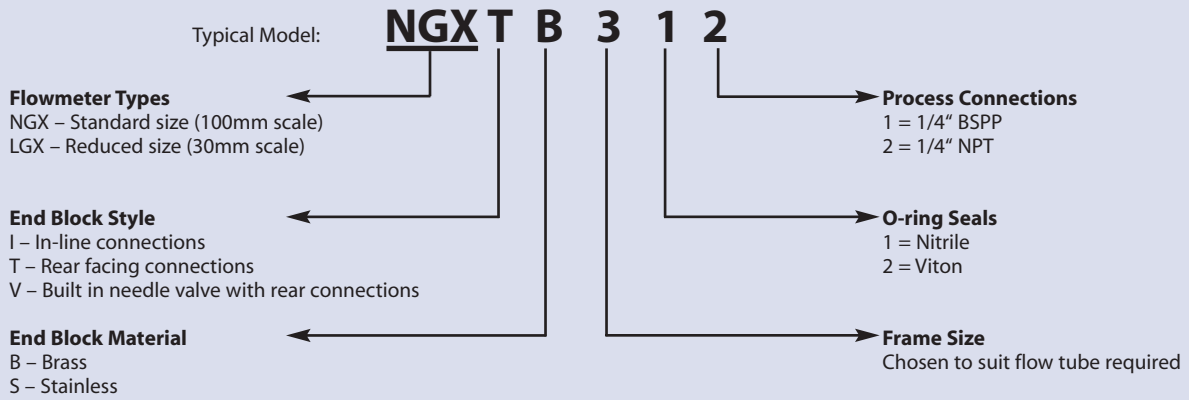 Typical Model: NGX T B 3 1 2
Flowmeter Types
NGX – Standard size (100mm scale)
LGX – Reduced size (30mm scale)
Process Connections
1 = 1/4“ BSPP
2 = 1/4“ NPT
End Block Style
I – In-line connections
T – Rear facing connections
V – Built in needle valve with rear connections
O-ring Seals
1 = Nitrile
2 = Viton
End Block Material
B – Brass
S – Stainless
Frame Size
Chosen to suit flow tube required